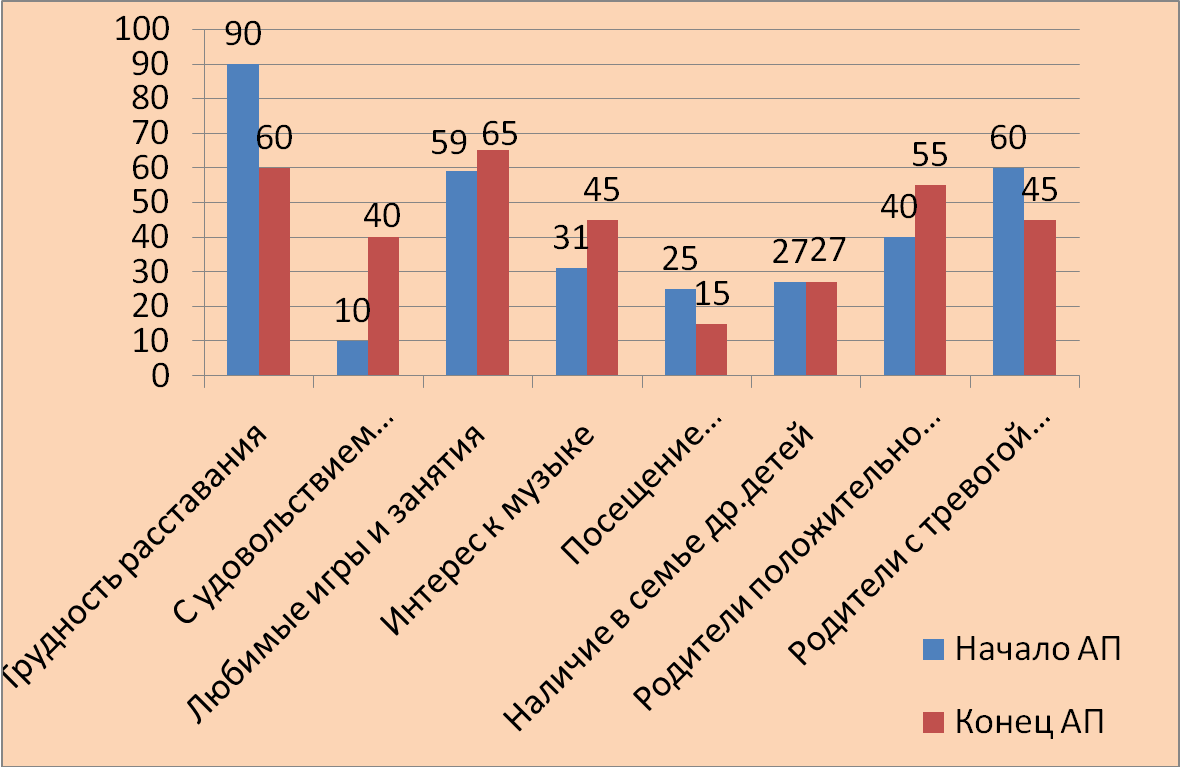 100
90
80
70
60
50
40
30
20
10
0
90
60
10
40
59
65
31
45
25
15
27
27
40
55
60
45
Трудность расставания
С удовольствием...
Любимые игры и занятия
Интерес к музыке
Посещение...
Наличие в семье др.детей
Родители положительно...
Родители с тревогой...
Начало АП
Конец АП